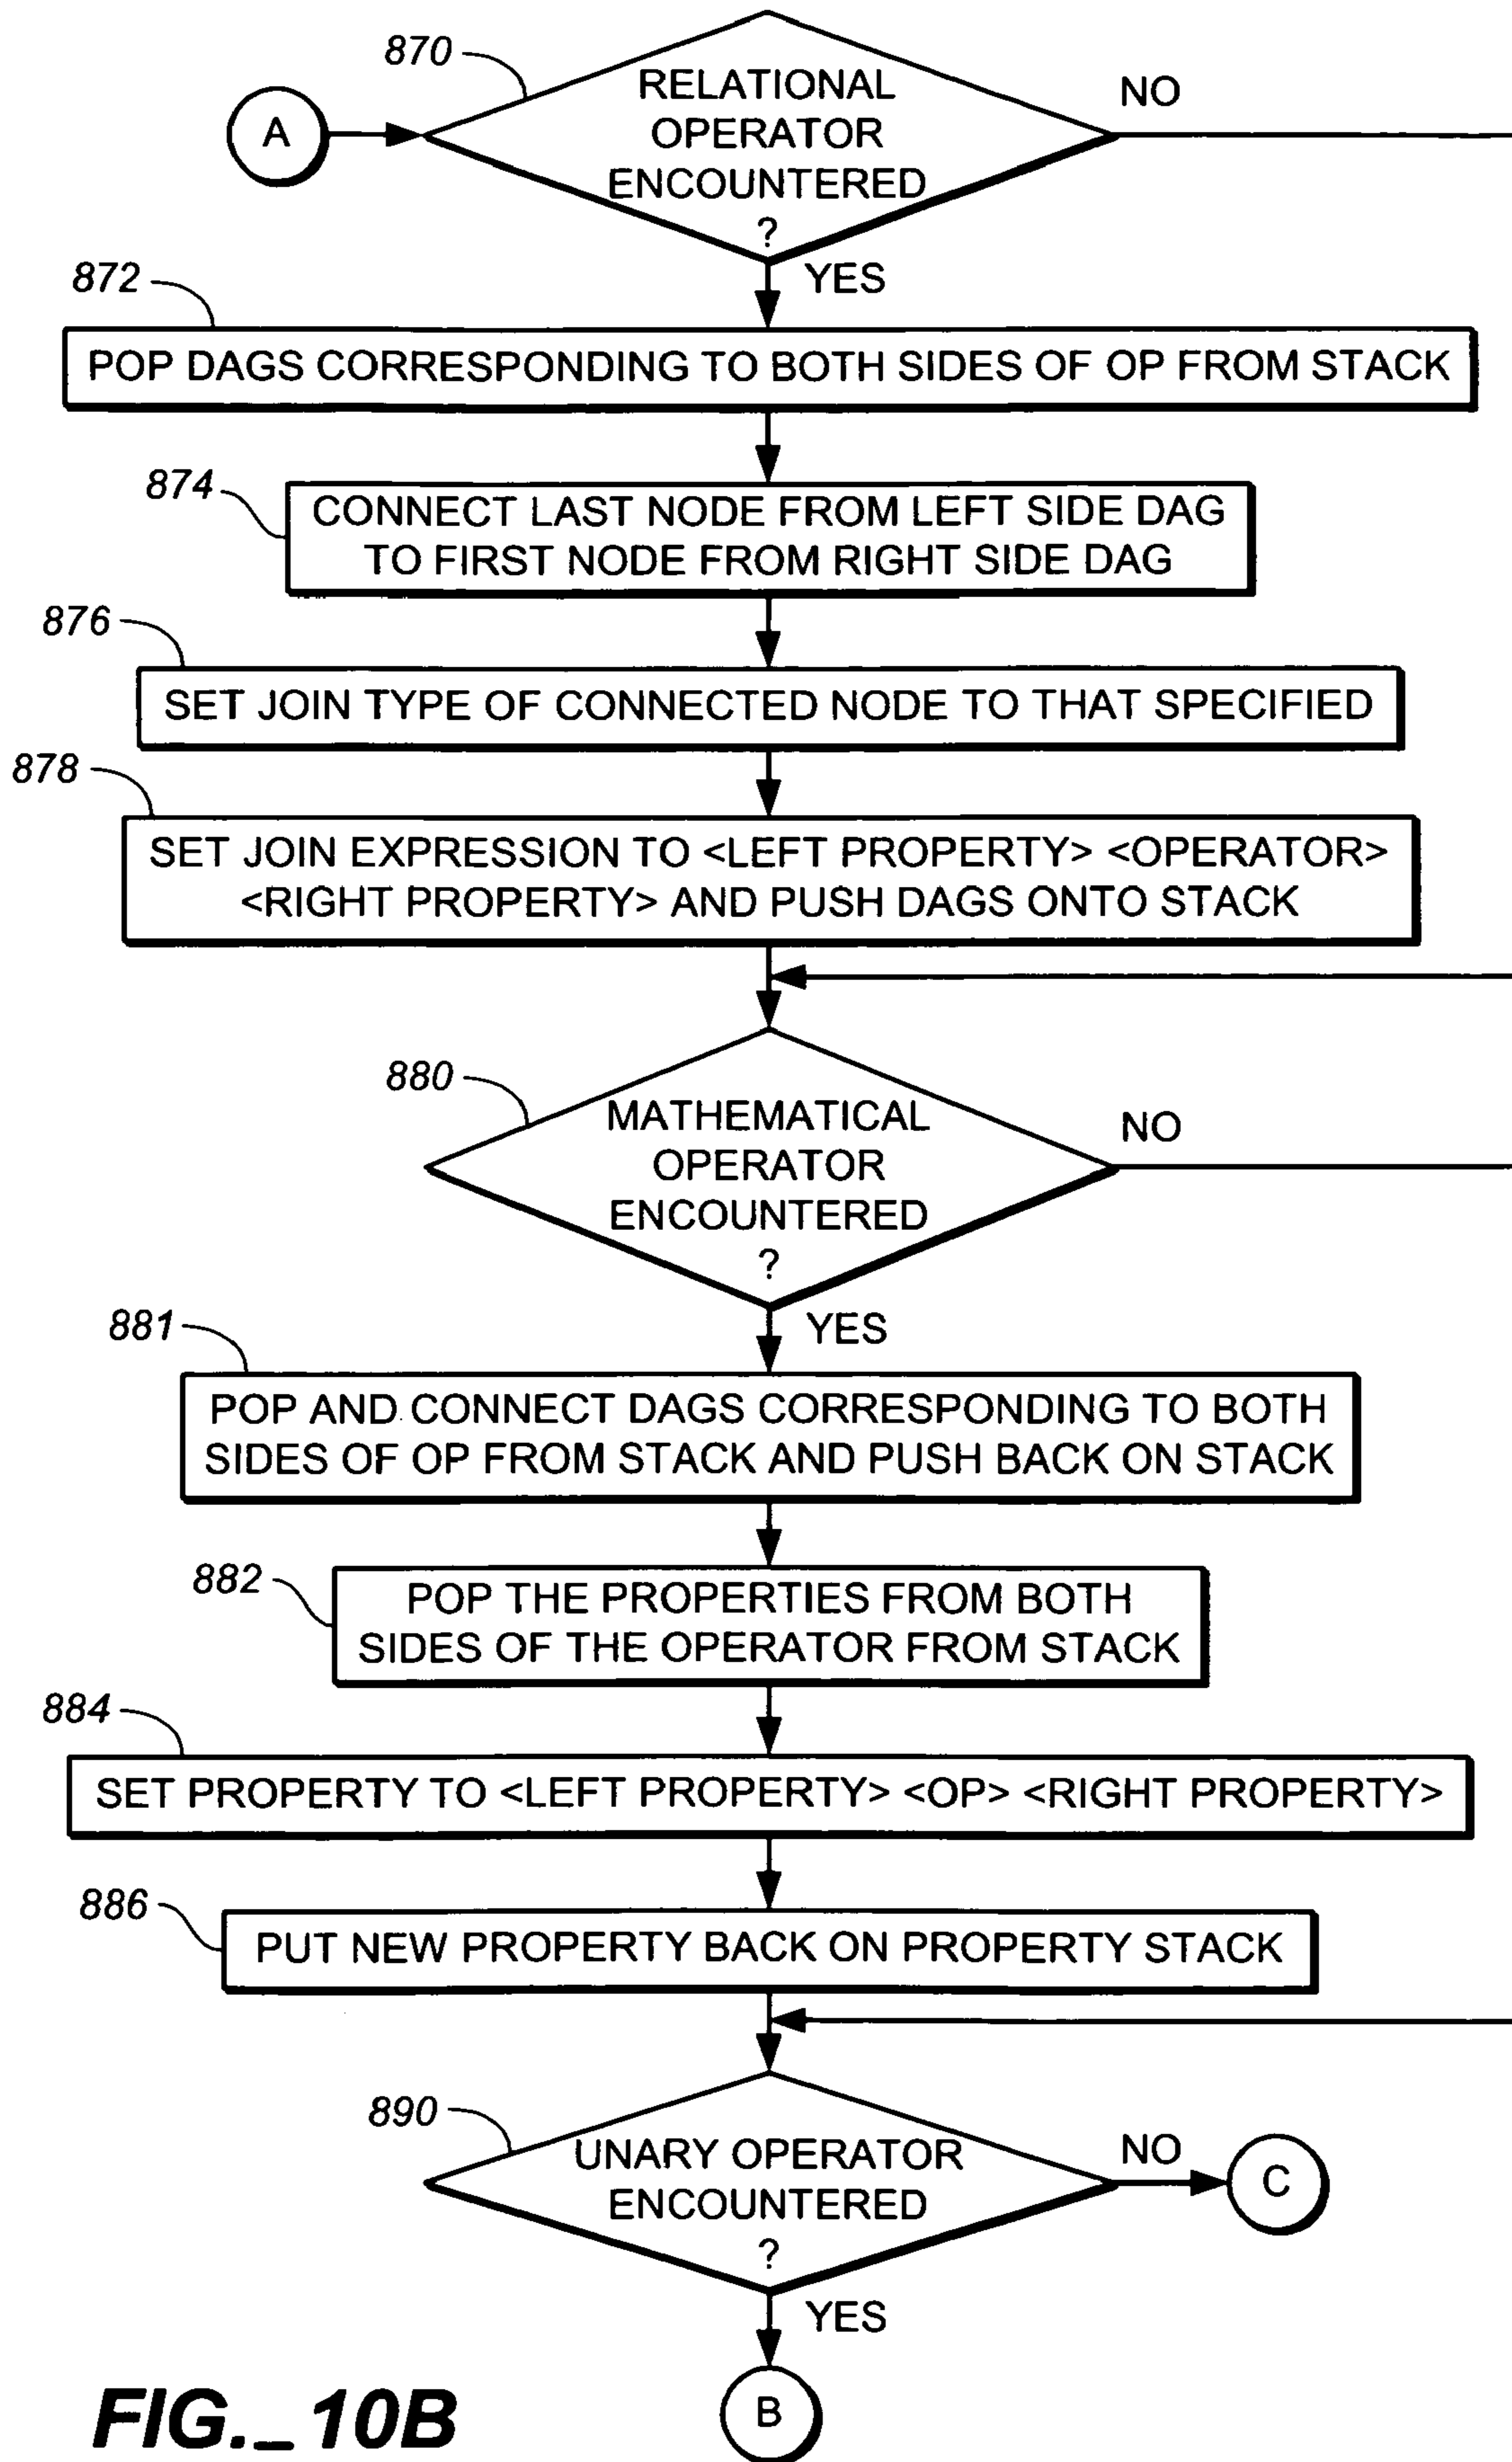 870
A
RELATIONAL
OPERATOR
ENCOUNTERED
?
NO
YES
872
POP DAGS CORRESPONDING TO BOTH SIDES OF OP FROM STACK
874
CONNECT LAST NODE FROM LEFT SIDE DAG
TO FIRST NODE FROM RIGHT SIDE DAG
876
SET JOIN TYPE OF CONNECTED NODE TO THAT SPECIFIED
878
SET JOIN EXPRESSION TO <LEFT PROPERTY> <OPERATOR>
<RIGHT PROPERTY> AND PUSH DAGS ONTO STACK
880
MATHEMATICAL
OPERATOR
ENCOUNTERED
?
NO
YES
881
POP AND CONNECT DAGS CORRESPONDING TO BOTH
SIDES OF OP FROM STACK AND PUSH BACK ON STACK
882
POP THE PROPERTIES FROM BOTH
SIDES OF THE OPERATOR FROM STACK
884
SET PROPERTY TO <LEFT PROPERTY> <OP> <RIGHT PROPERTY>
886
PUT NEW PROPERTY BACK ON PROPERTY STACK
890
UNARY OPERATOR
ENCOUNTERED
?
NO
C
YES
B
FIG._ 10B